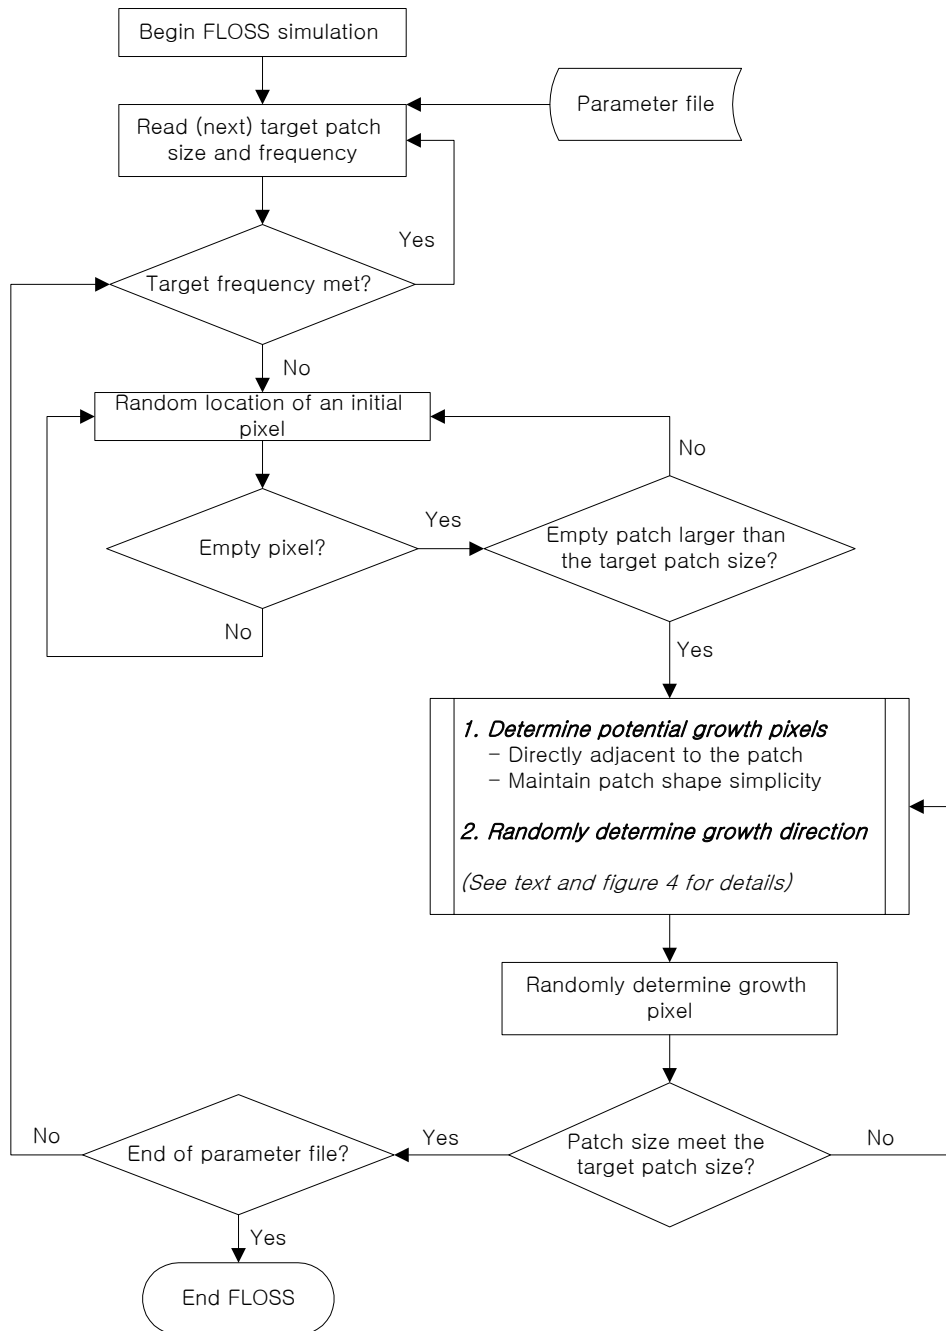 Begin FLOSS simulation
Parameter file
Read (next) target patch
size and frequency
Yes
Target frequency met?
No
Random location of an initial
pixel
No
Empty pixel?
Yes
Empty patch larger than
the target patch size?
No
Yes
1. Determine potential growth pixels
- Directly adjacent to the patch
- Maintain patch shape simplicity
2. Randomly determine growth direction
(See text and figure 4 for details)
Randomly determine growth
pixel
Patch size meet the
target patch size?
No
Yes
End of parameter file?
No
Yes
End FLOSS